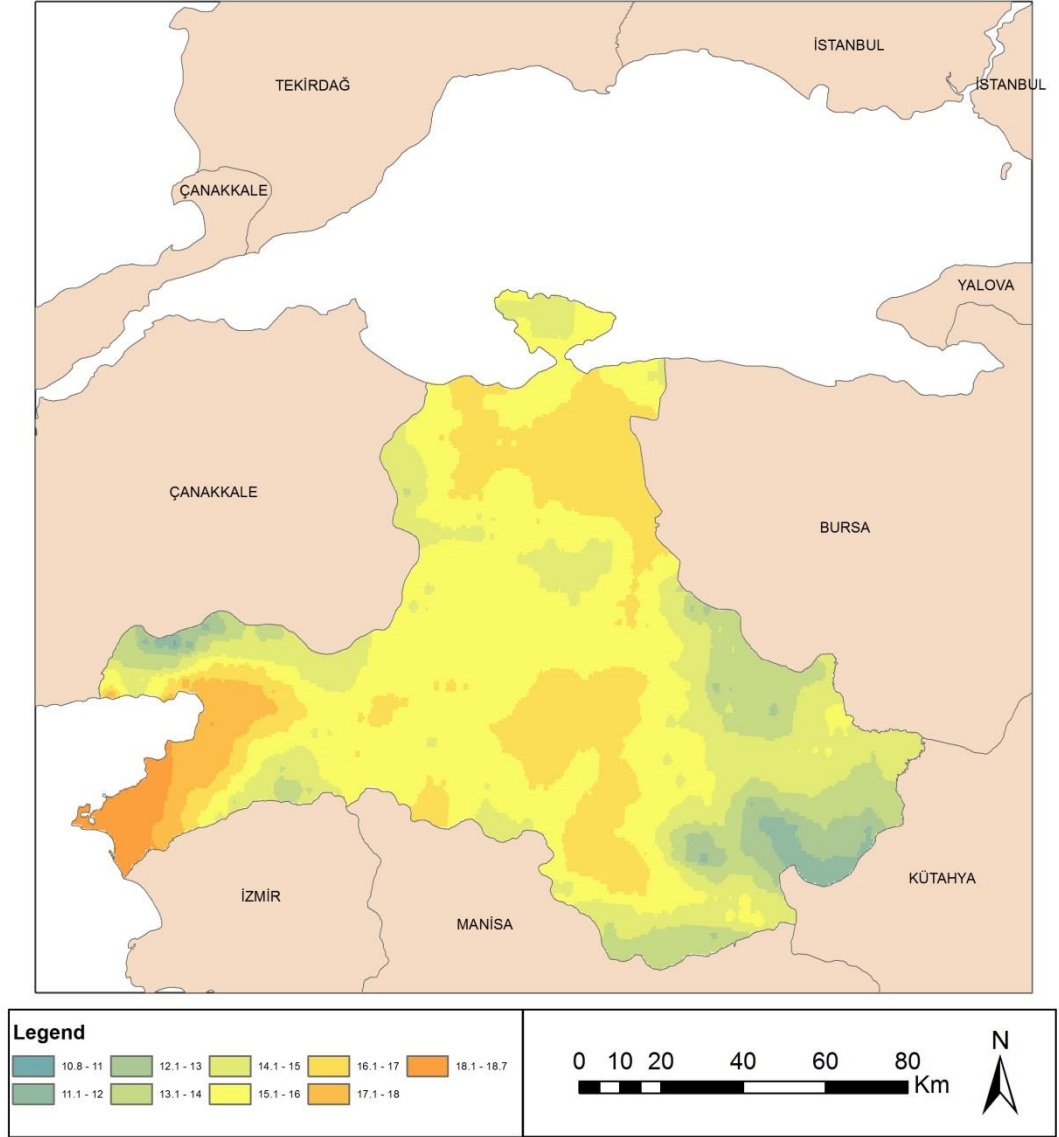 İSTANBUL
TEKİRDAĞ
İSTANBUL
ÇANAKKALE
YALOVA
ÇANAKKALE
BURSA
KÜTAHYA
İZMİR
MANİSA
Legend
10.8 - 11
12.1 - 13
14.1 - 15
16.1 - 17
18.1 - 18.7
11.1 - 12
13.1 - 14
15.1 - 16
17.1 - 18
0 10 20 40 60 80
Km
N